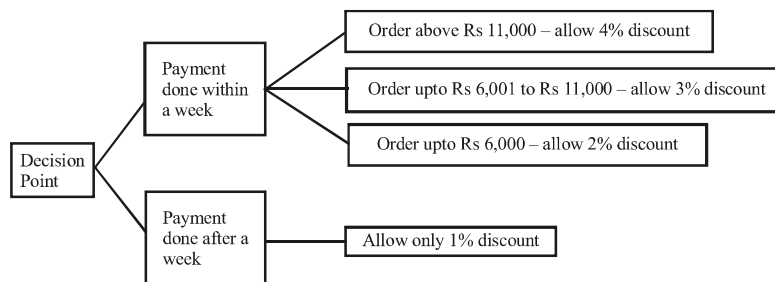 Order above Rs 11,000 – allow 4% discount
Payment
done within
a week
Order upto Rs 6,001 to Rs 11,000 – allow 3% discount
Order upto Rs 6,000 – allow 2% discount
Decision
Point
Payment
done after a
week
Allow only 1% discount